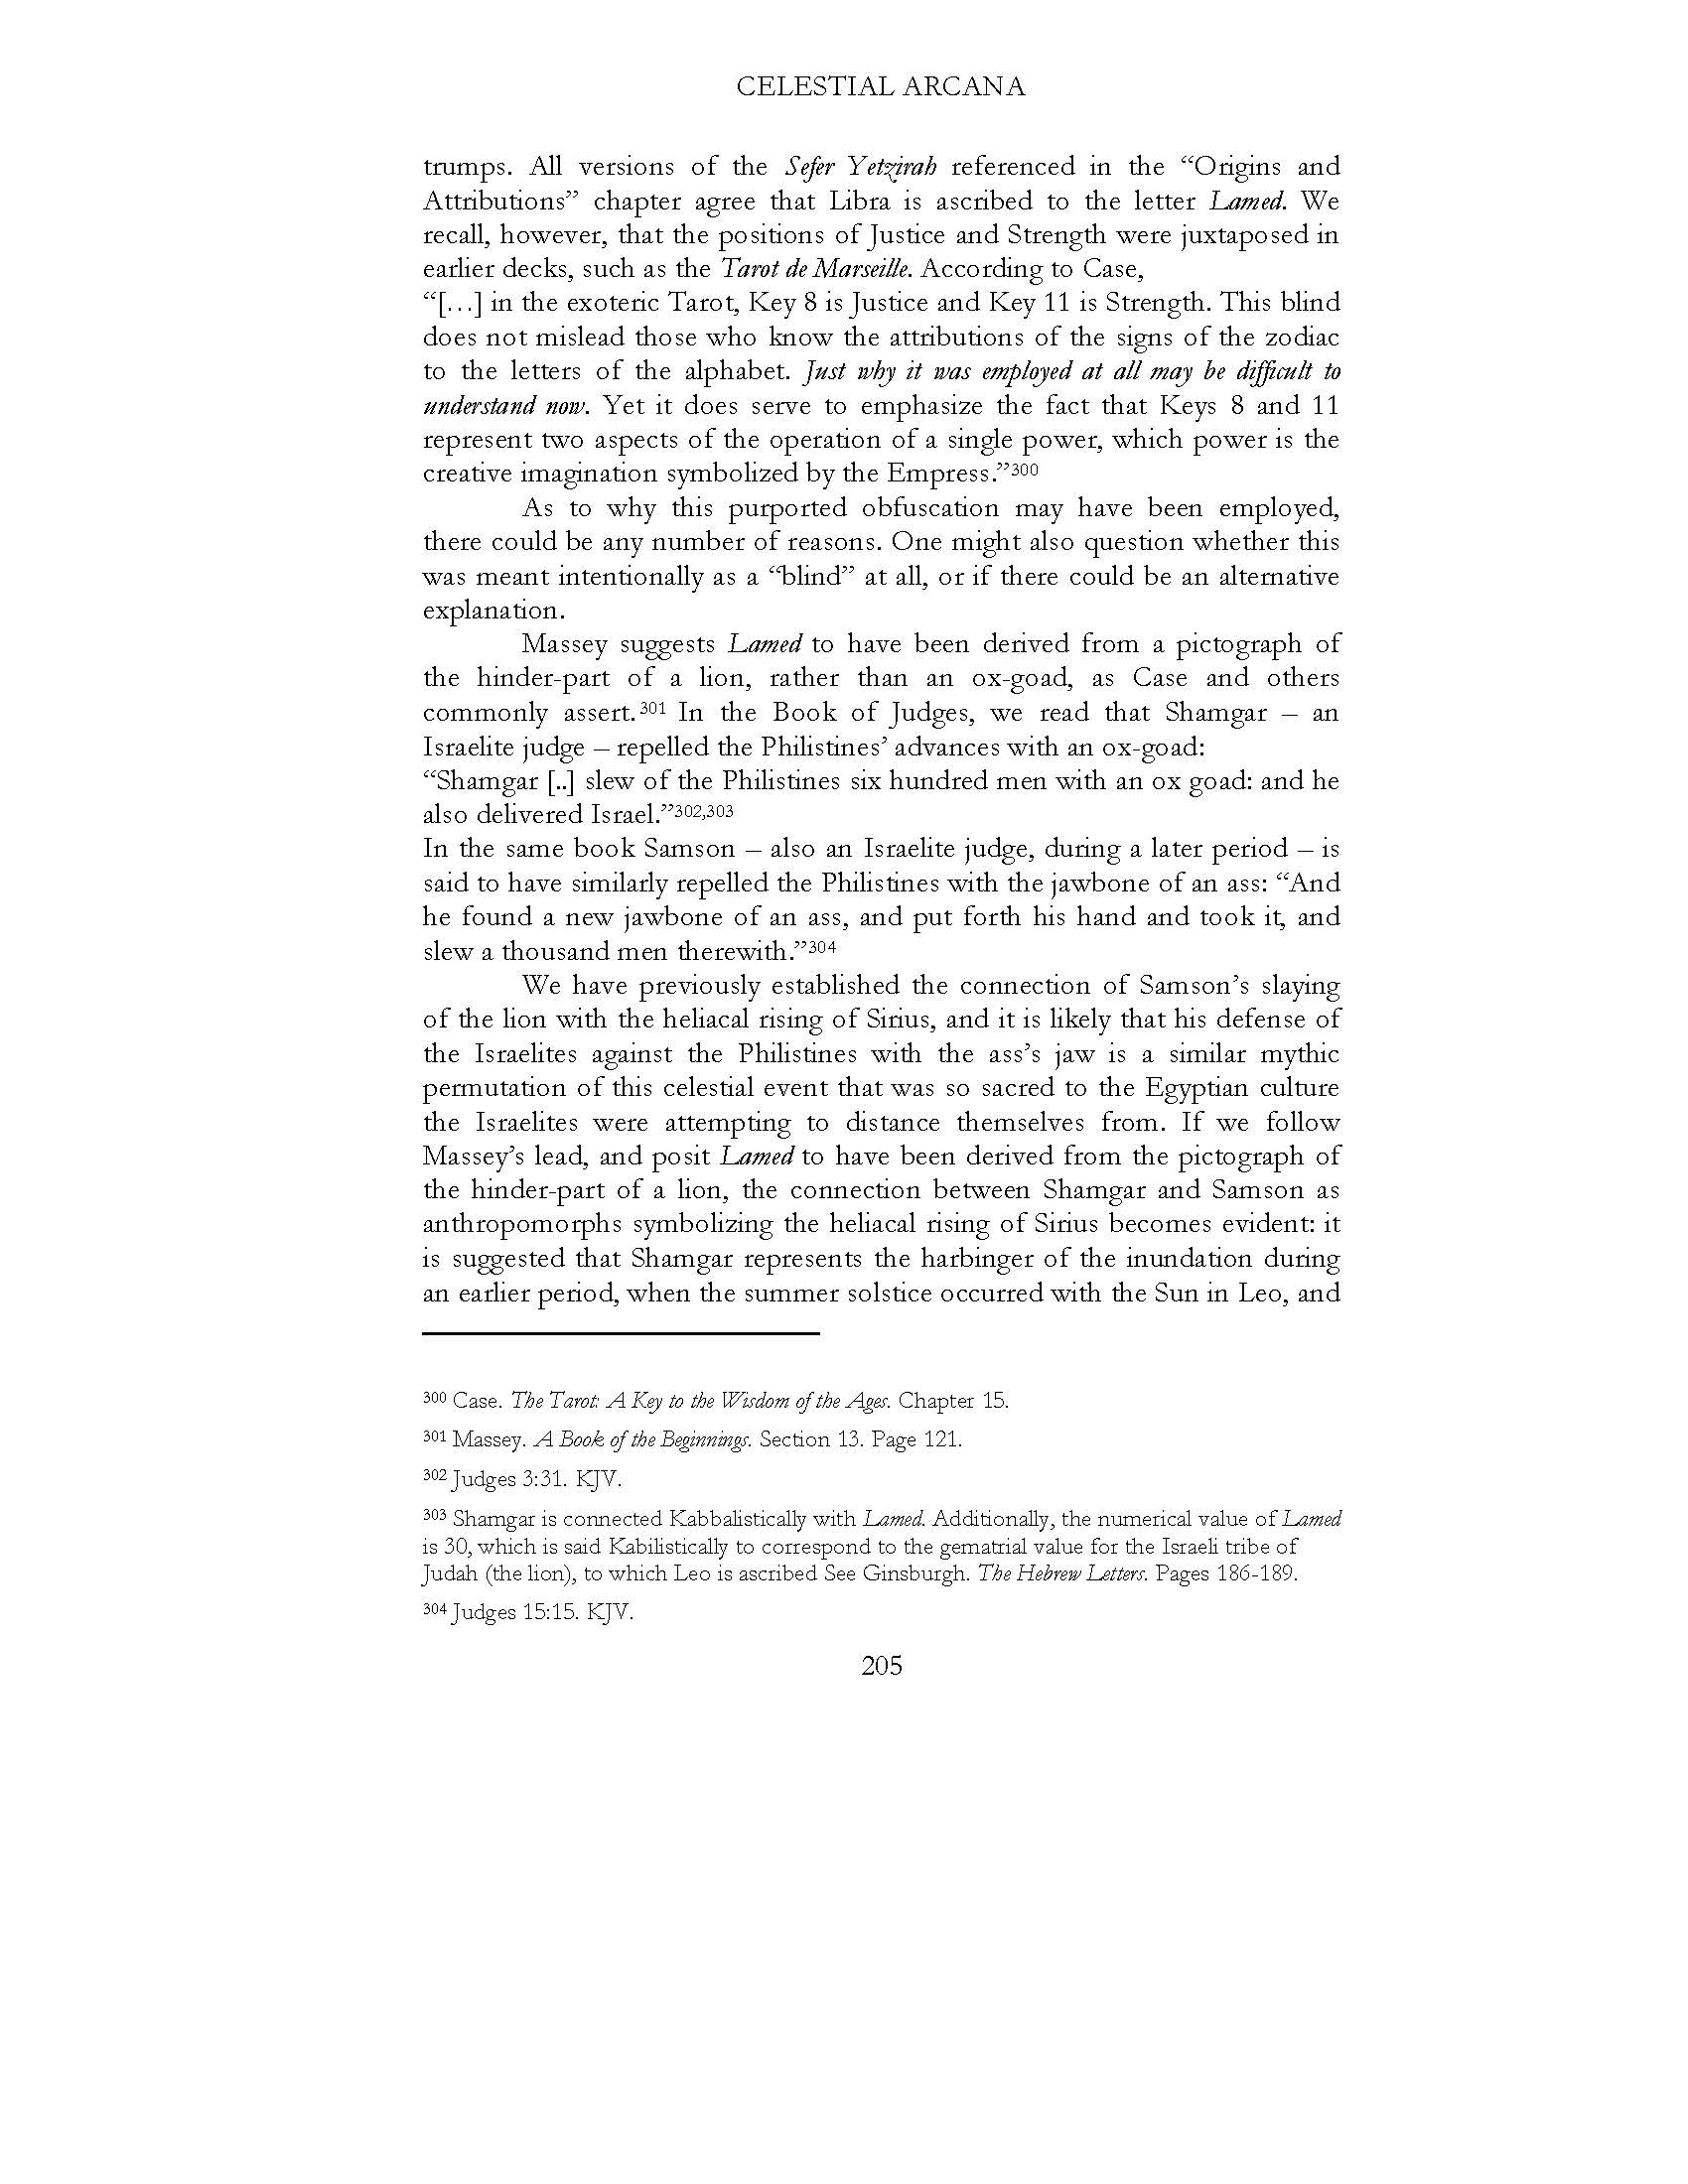 CELESTIAL ARCANA
trumps. All versions of the Sefer Yetzirah referenced in the “Origins and
Attributions” chapter agree that Libra is ascribed to the letter Lamed. We
recall, however, that the positions of Justice and Strength were juxtaposed in
earlier decks, such as the Tarot de Marseille. According to Case,
“[…] in the exoteric Tarot, Key 8 is Justice and Key 11 is Strength. This blind
does not mislead those who know the attributions of the signs of the zodiac
to the letters of the alphabet. Just why it was employed at all may be difficult to
understand now. Yet it does serve to emphasize the fact that Keys 8 and 11
represent two aspects of the operation of a single power, which power is the
creative imagination symbolized by the Empress.”300
As to why this purported obfuscation may have been employed,
there could be any number of reasons. One might also question whether this
was meant intentionally as a “blind” at all, or if there could be an alternative
explanation.
Massey suggests Lamed to have been derived from a pictograph of
the hinder-part of a lion, rather than an ox-goad, as Case and others
commonly assert.301 In the Book of Judges, we read that Shamgar – an
Israelite judge – repelled the Philistines’ advances with an ox-goad:
“Shamgar [..] slew of the Philistines six hundred men with an ox goad: and he
also delivered Israel.”302,303
In the same book Samson – also an Israelite judge, during a later period – is
said to have similarly repelled the Philistines with the jawbone of an ass: “And
he found a new jawbone of an ass, and put forth his hand and took it, and
slew a thousand men therewith.”304
We have previously established the connection of Samson’s slaying
of the lion with the heliacal rising of Sirius, and it is likely that his defense of
the Israelites against the Philistines with the ass’s jaw is a similar mythic
permutation of this celestial event that was so sacred to the Egyptian culture
the Israelites were attempting to distance themselves from. If we follow
Massey’s lead, and posit Lamed to have been derived from the pictograph of
the hinder-part of a lion, the connection between Shamgar and Samson as
anthropomorphs symbolizing the heliacal rising of Sirius becomes evident: it
is suggested that Shamgar represents the harbinger of the inundation during
an earlier period, when the summer solstice occurred with the Sun in Leo, and
300 Case. The Tarot: A Key to the Wisdom of the Ages. Chapter 15.
301 Massey. A Book of the Beginnings. Section 13. Page 121.
302 Judges 3:31. KJV.
303 Shamgar is connected Kabbalistically with Lamed. Additionally, the numerical value of Lamed
is 30, which is said Kabilistically to correspond to the gematrial value for the Israeli tribe of
Judah (the lion), to which Leo is ascribed See Ginsburgh. The Hebrew Letters. Pages 186-189.
304 Judges 15:15. KJV.
205